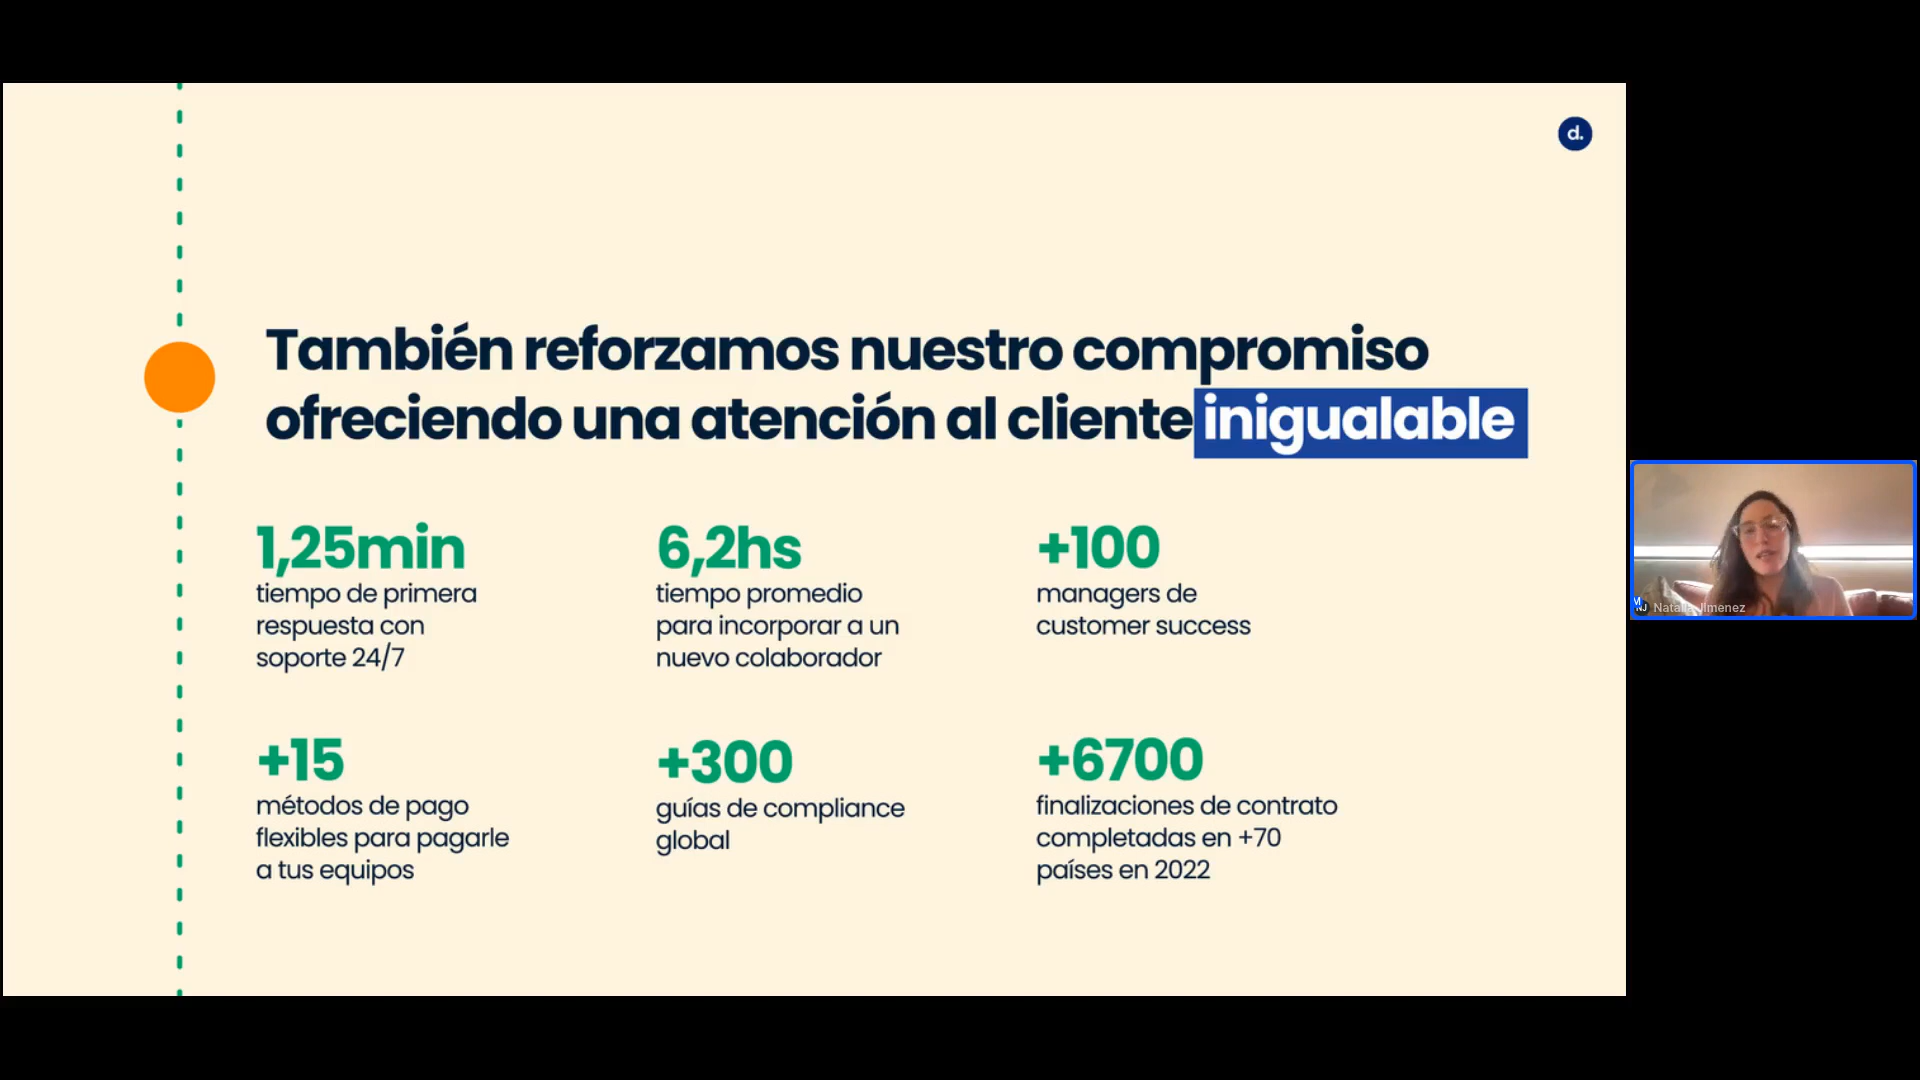 d.
También reforzamos nuestro compromiso
ofreciendo una atención al cliente inigualable
1,25min
tiempo de primera
respuesta con
soporte 24/7
6,2hs
tiempo promedio
para incorporar a un
nuevo colaborador
+100
managers de
customer success
+15
métodos de pago
flexibles para pagarle
a tus equipos
+300
guías de compliance
global
+6700
finalizaciones de contrato
completadas en +70
países en 2022
M
NJ
Natalia Jimenez